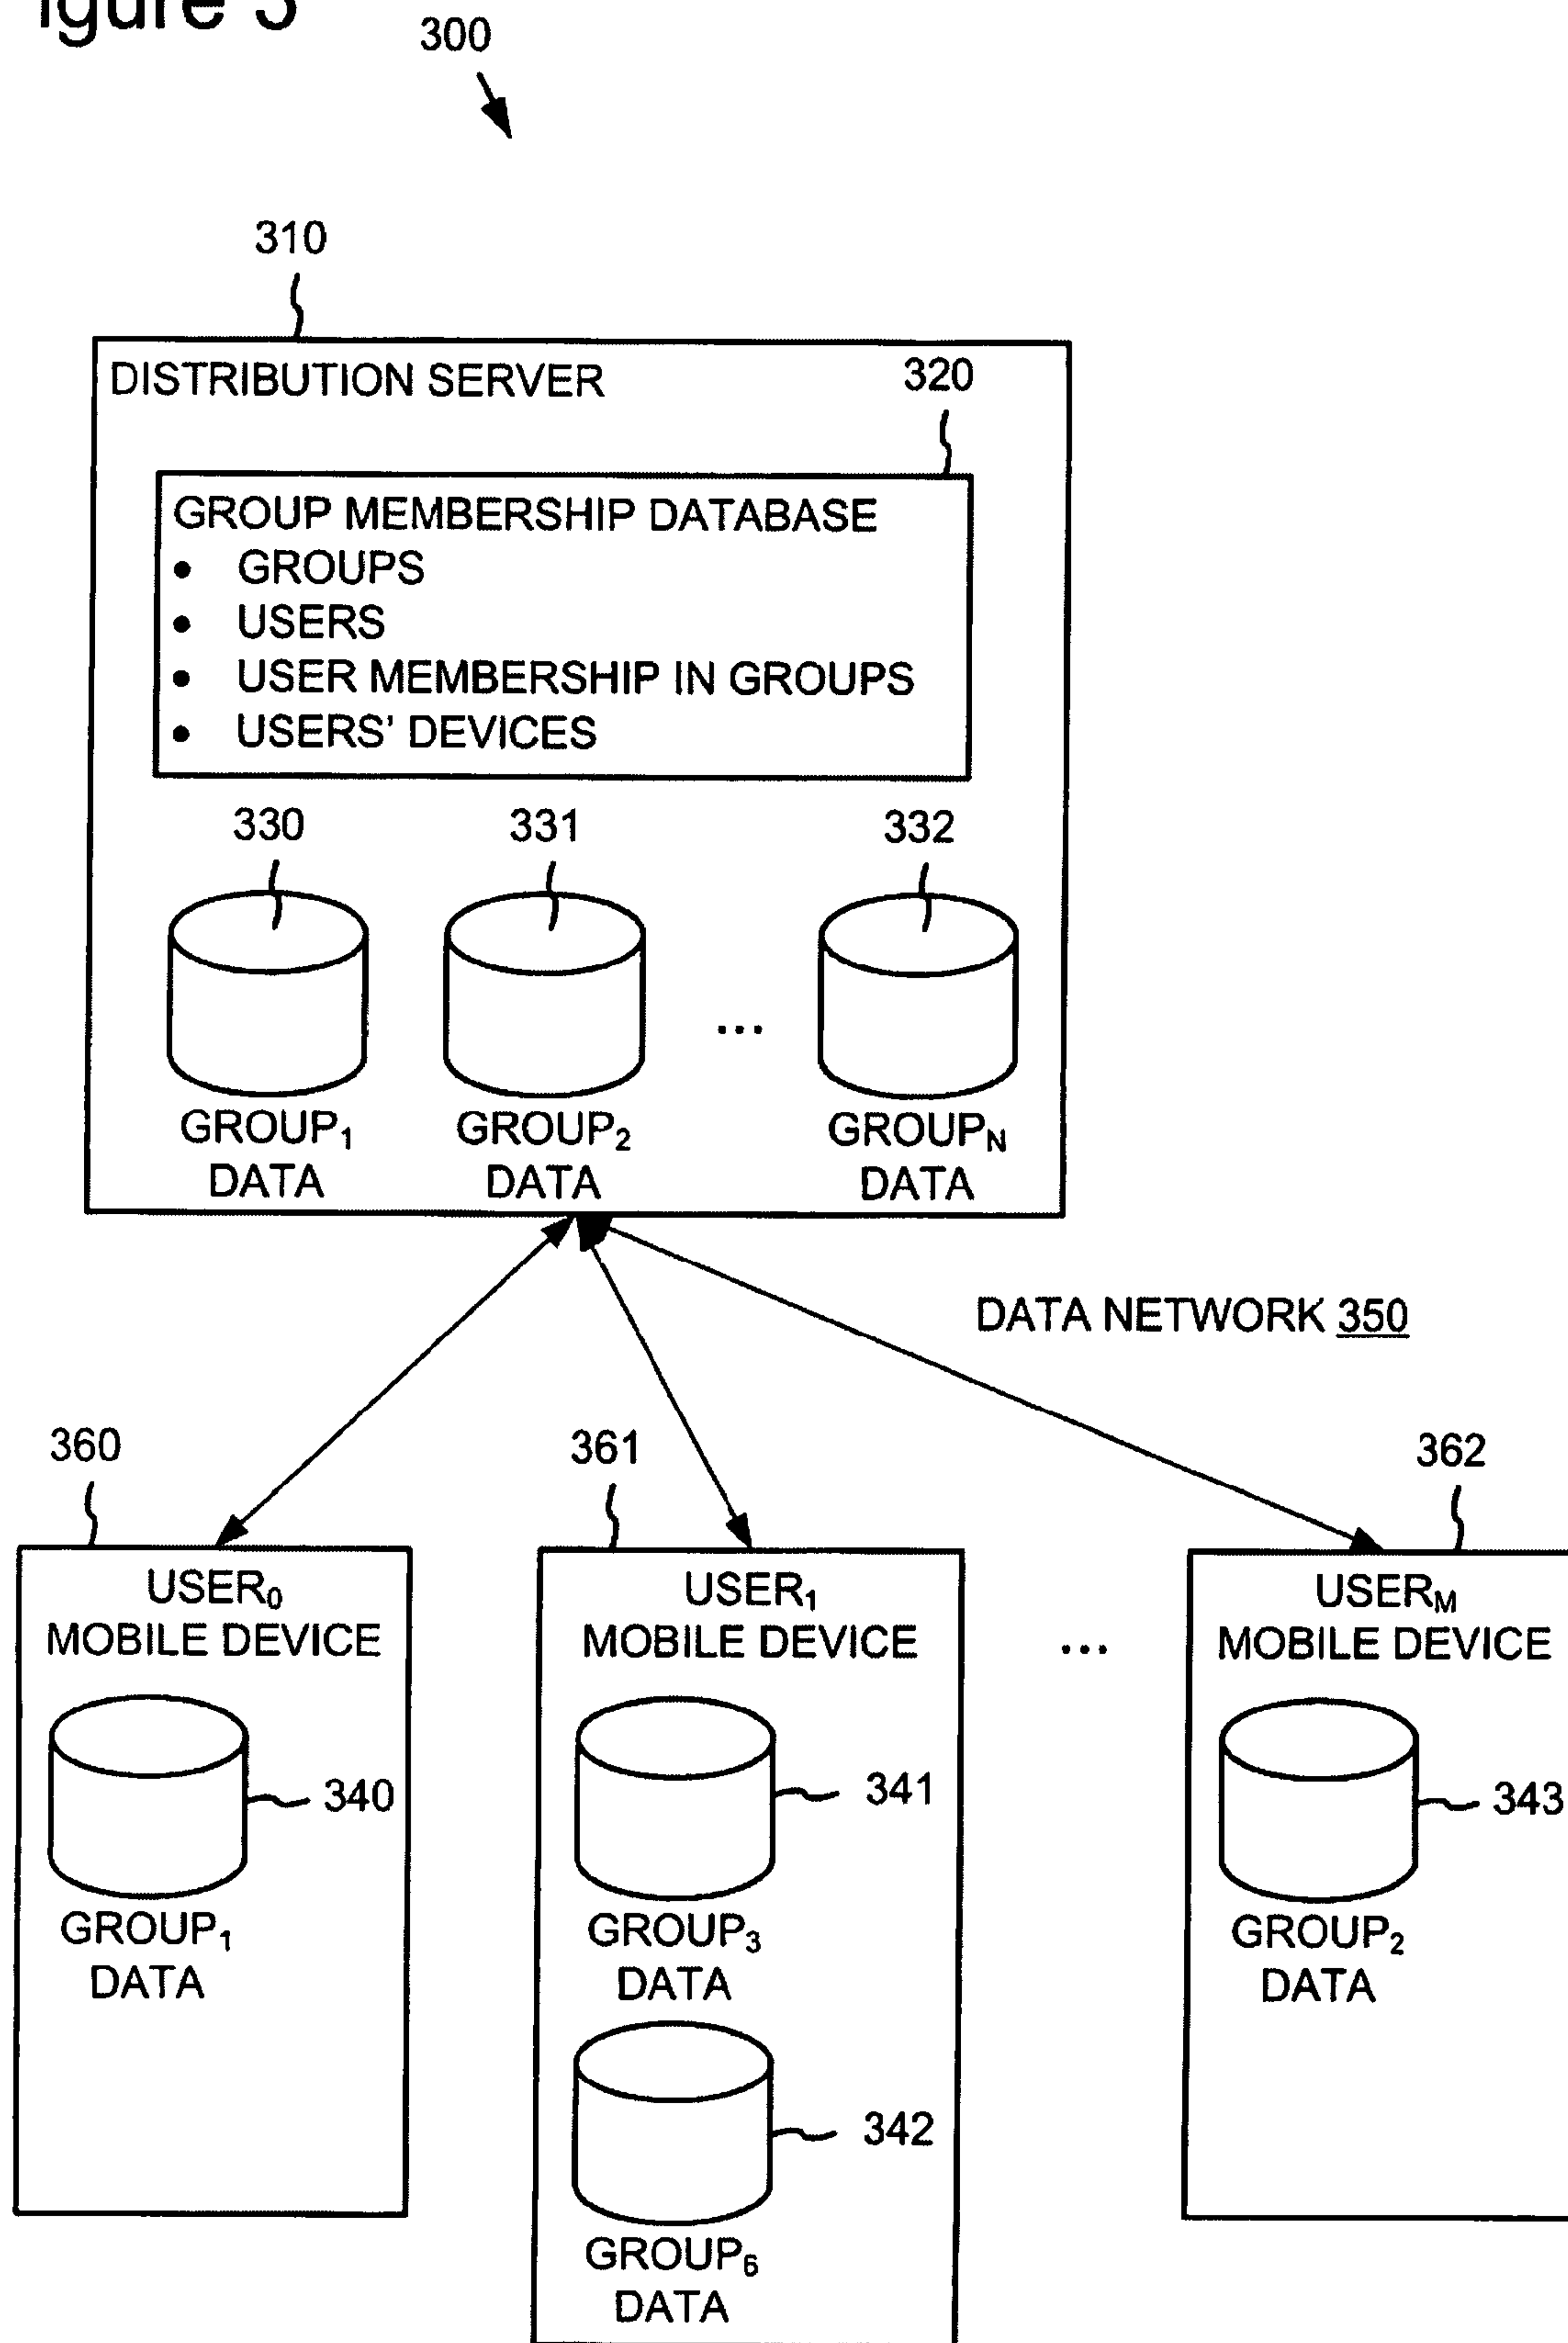 igure 3
300
310
DISTRIBUTION SERVER
320
GROUP MEMBERSHIP DATABASE
• GROUPS
• USERS
• USER MEMBERSHIP IN GROUPS
• USERS’ DEVICES
330 331 332
...
GROUP₁ DATA
GROUP₂ DATA
GROUP_N DATA
DATA NETWORK 350
360 361 362
USER₀
MOBILE DEVICE
340
GROUP₁
DATA
USER₁
MOBILE DEVICE
341
GROUP₃
DATA
342
GROUP₆
DATA
...
USER_M
MOBILE DEVICE
343
GROUP₂
DATA